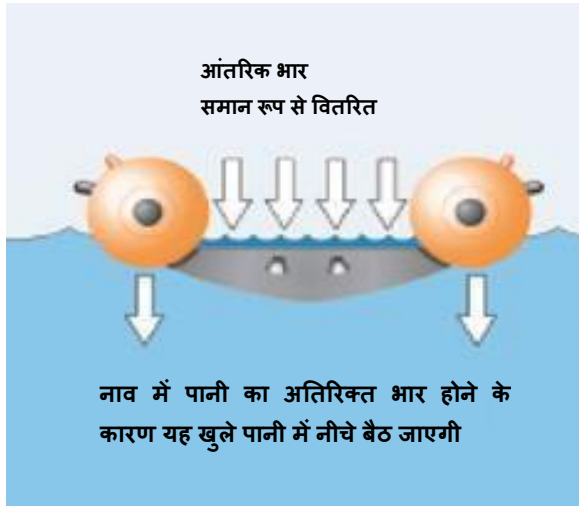 आंतरिक भार
समान रूप से वितरित
नाव में पानी का अतिरिक्त भार होने के
कारण यह खुले पानी में नीचे बैठ जाएगी